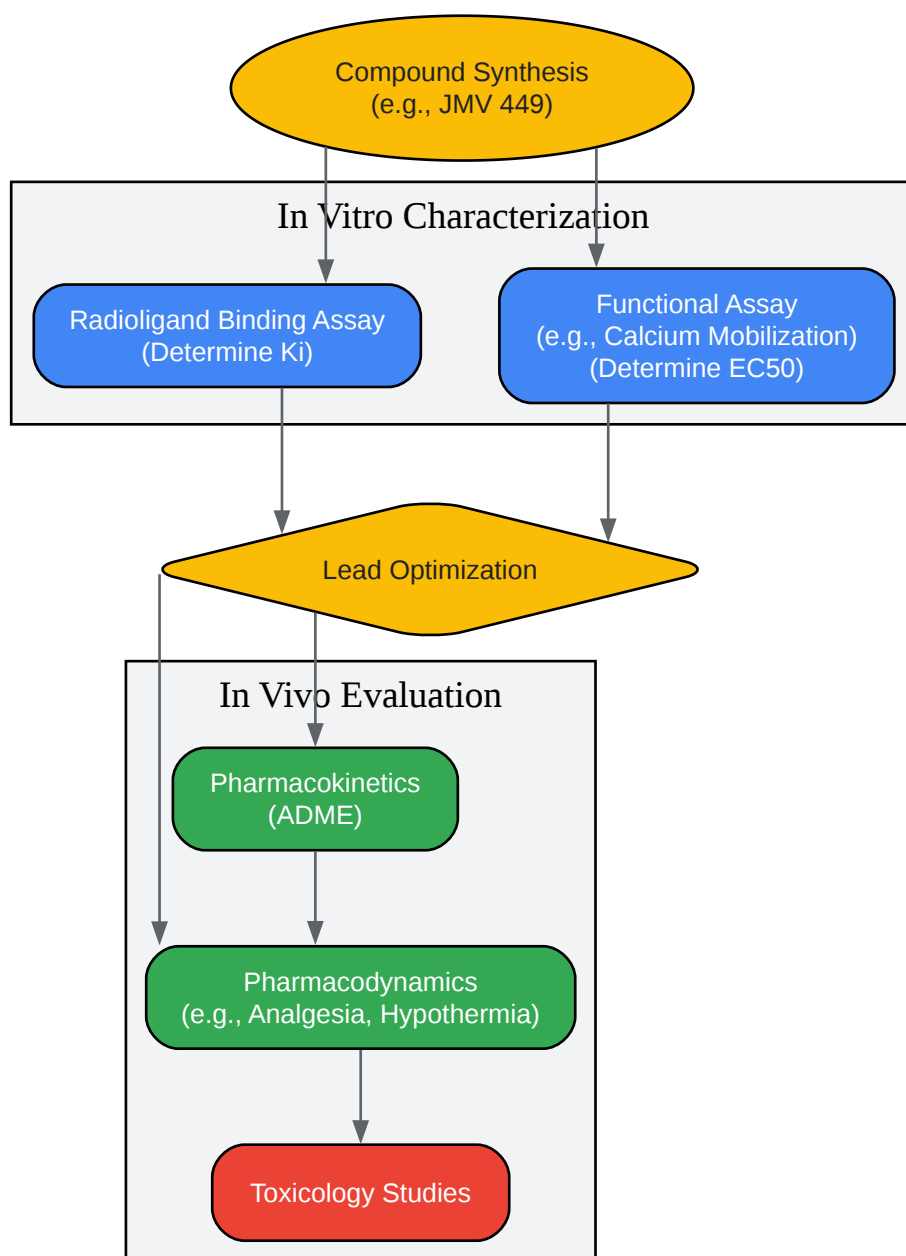 Compound Synthesis
(e.g., JMV 449)
In Vitro Characterization
Radioligand Binding Assay
(Determine Ki)
Functional Assay
(e.g., Calcium Mobilization)
(Determine EC50)
Lead Optimization
In Vivo Evaluation
Pharmacokinetics
(ADME)
Pharmacodynamics
(e.g., Analgesia, Hypothermia)
Toxicology Studies